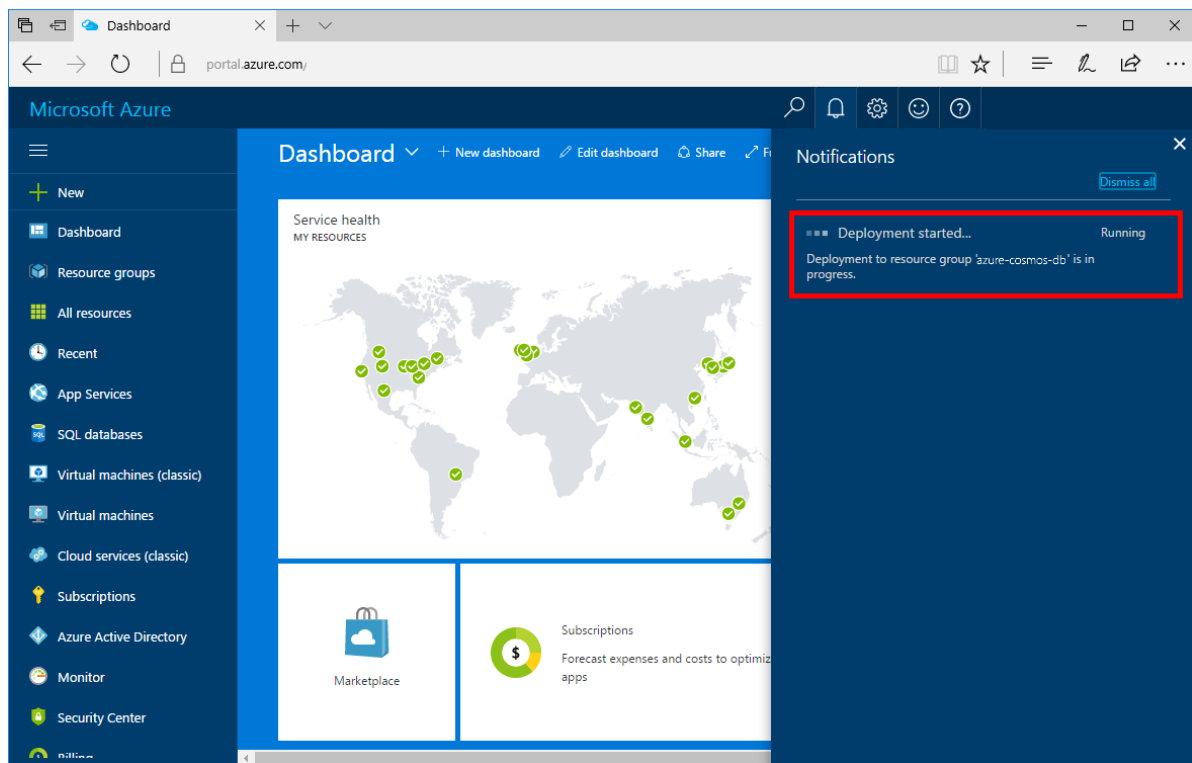 Dashboard
portal.azure.com/
Microsoft Azure
Dashboard
New dashboard
Edit dashboard
Share
Notifications
Dismiss all
New
Dashboard
Resource groups
All resources
Recent
App Services
SQL databases
Virtual machines (classic)
Virtual machines
Cloud services (classic)
Subscriptions
Azure Active Directory
Monitor
Security Center
Billing
Service health
MY RESOURCES
Marketplace
$
Subscriptions
Forecast expenses and costs to
apps
Deployment started... Running
Deployment to resource group 'azure-cosmos-db' is in
progress.